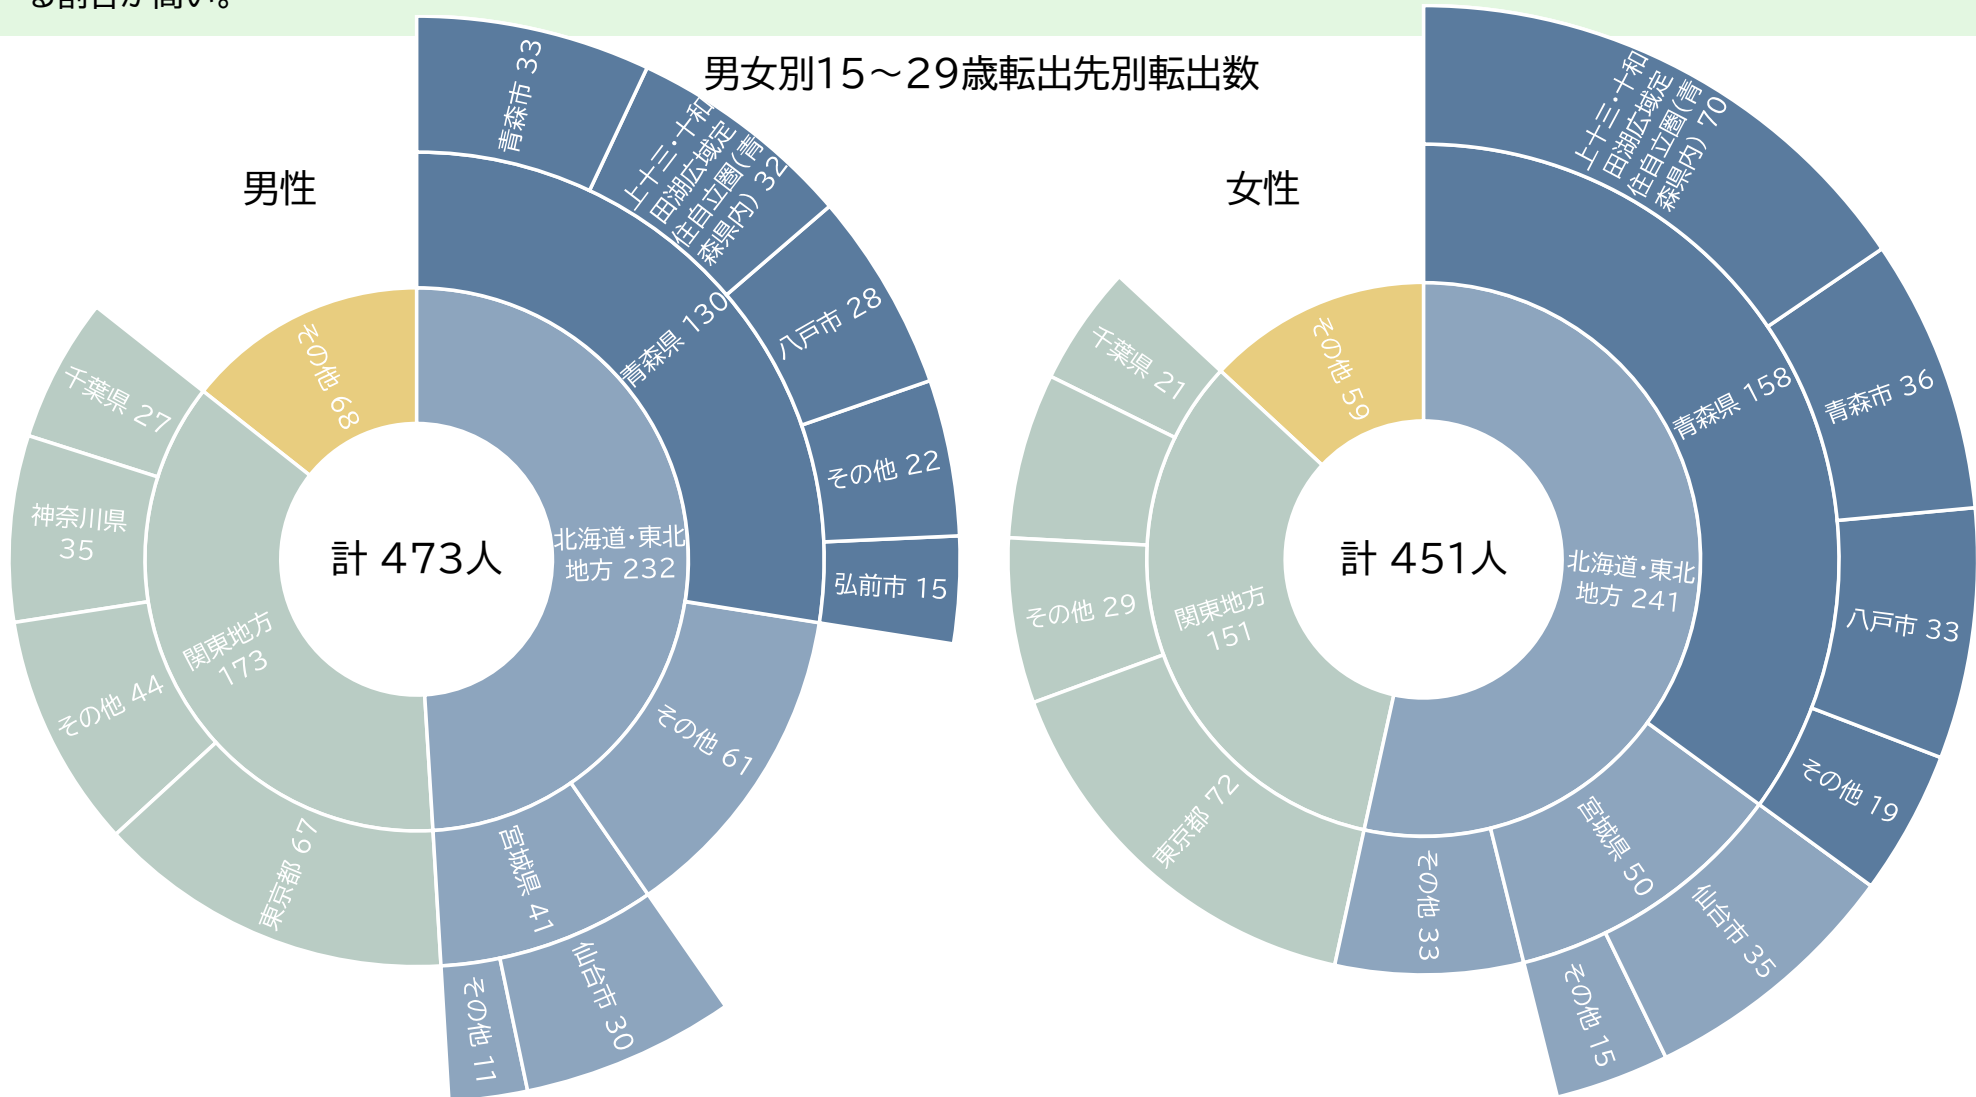 る割合が高い。
男女別15～29歳転出先別転出数
男性
青森市 33
上十三・十和
田湖広域定
住自立圏(青
森県内) 32
八戸市 28
その他 22
弘前市 15
青森県 130
その他 61
宮城県 41
仙台市 30
その他 11
北海道・東北
地方 232
関東地方
173
東京都 67
その他 44
神奈川県
35
千葉県 27
その他 68
計 473人
女性
上十三・十和
田湖広域定
住自立圏(青
森県内) 70
青森市 36
八戸市 33
その他 19
青森県 158
宮城県 50
仙台市 35
その他 15
その他 33
北海道・東北
地方 241
関東地方
151
東京都 72
その他 29
千葉県 21
その他 59
計 451人